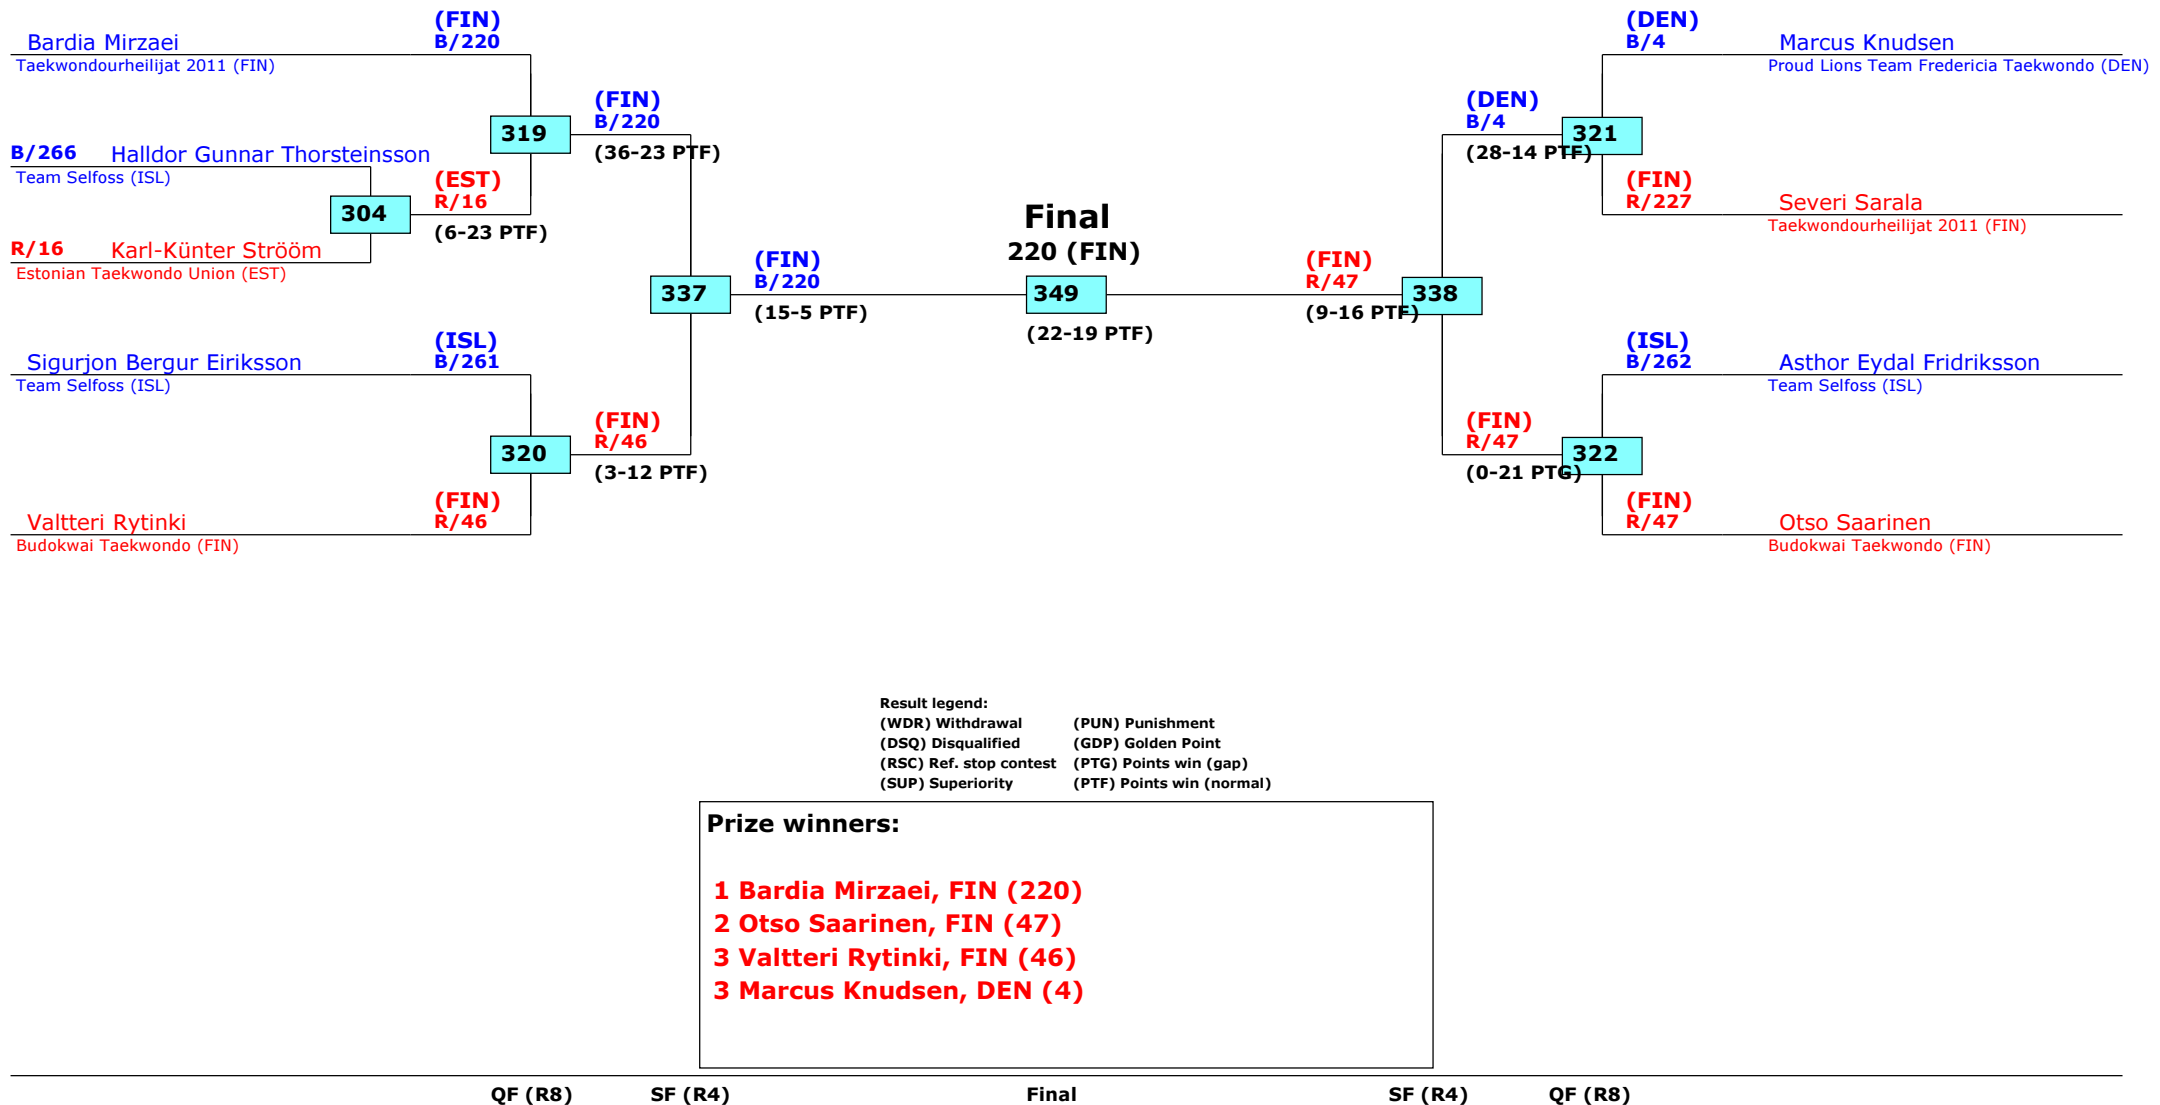 (FIN)
B/220
Bardia Mirzaei
Taekwondourheilijat 2011 (FIN)
B/266 Halldor Gunnar Thorsteinsson
Team Selfoss (ISL)
304
R/16 Karl-Künter Ströom
Estonian Taekwondo Union (EST)
(EST)
R/16
(6-23 PTF)
319
(FIN)
B/220
(36-23 PTF)
(ISL)
B/261
Sigurjon Bergur Eiriksson
Team Selfoss (ISL)
320
(FIN)
R/46
Valtteri Rytinki
Budokwai Taekwondo (FIN)
(FIN)
R/46
(3-12 PTF)
337
(FIN)
B/220
(15-5 PTF)
Final
220 (FIN)
349
(22-19 PTF)
(FIN)
R/47
(9-16 PTF)
338
(DEN)
B/4
(28-14 PTF)
321
(DEN)
B/4
Marcus Knudsen
Proud Lions Team Fredericia Taekwondo (DEN)
(FIN)
R/227
Severi Sarala
Taekwondourheilijat 2011 (FIN)
(FIN)
R/47
(0-21 PTG)
322
(ISL)
B/262
Asthor Eydal Fridriksson
Team Selfoss (ISL)
(FIN)
R/47
Otso Saarinen
Budokwai Taekwondo (FIN)
Result legend:
(WDR) Withdrawal (PUN) Punishment
(DSQ) Disqualified (GDP) Golden Point
(RSC) Ref. stop contest (PTG) Points win (gap)
(SUP) Superiority (PTF) Points win (normal)
Prize winners:
1 Bardia Mirzaei, FIN (220)
2 Otso Saarinen, FIN (47)
3 Valtteri Rytinki, FIN (46)
3 Marcus Knudsen, DEN (4)
QF (R8) SF (R4) Final SF (R4) QF (R8)